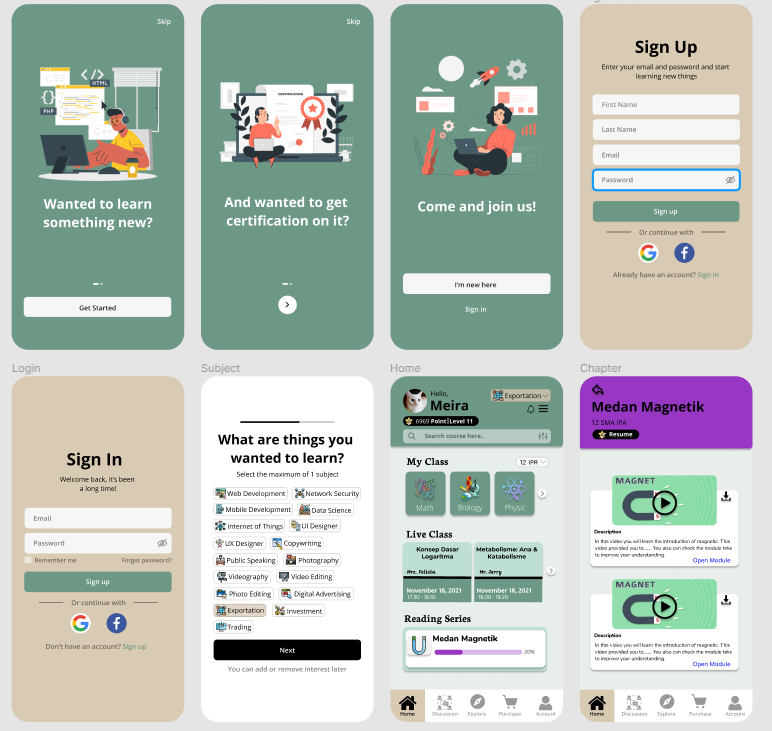 Skip
CSS
</>
HTML
{}
PHP
Wanted to learn
something new?
Get Started
Skip
CERTIFICATION
And wanted to get
certification on it?
Come and join us!
I'm new here
Sign in
Sign Up
Enter your email and password and start
learning new things
First Name
Last Name
Email
Password
Sign up
Or continue with
Already have an account? Sign in
Login
Sign In
Welcome back, it's been
a long time!
Email
Password
Remember me
Forgot password?
Sign up
Or continue with
Don't have an account? Sign up
Subject
What are things you
wanted to learn?
Select the maximum of 1 subject
Web Development
Network Security
Mobile Development
Data Science
Internet of Things
UI Designer
UX Designer
Copywriting
Public Speaking
Photography
Videography
Video Editing
Photo Editing
Digital Advertising
Exportation
Investment
Trading
Next
You can add or remove interest later
Home
Hello,
Meira
Exportation
6969 Point|Level 11
Search course here..
My Class
12 IPA
Math
Biology
Physic
Live Class
Konsep Dasar
Logaritma
Mrs. Felicia
November 18, 2021
17.30 - 18.10
Metabolisme: Ana &
Katabolisme
Mr. Jerry
November 18, 2021
18.00 - 19.20
Reading Series
Medan Magnetik
20%
Home
Discussion
Explore
Purchase
Account
Chapter
Medan Magnetik
12 SMA IPA
Resume
MAGNET
S
Description
In this video you will learn the introduction of magnetic. This
video provided you to..... You also can check the module teks
to improve your understanding.
Open Module
MAGNET
S
Description
In this video you will learn the introduction of magnetic. This
video provided you to..... You also can check the module teks
to improve your understanding.
Open Module
Home
Discussion
Explore
Purchase
Account